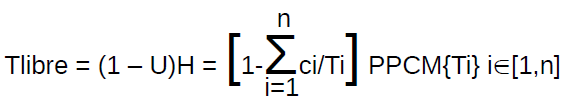 Tlibre = (1 – U)H = [1-∑ci/Ti] PPCM{Ti} i∈[1,n]
n
i=1